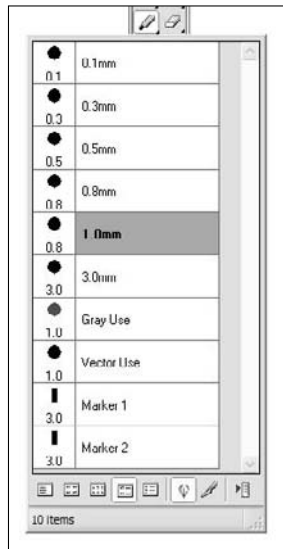 0.1 0.1mm
0.3 0.3mm
0.5 0.5mm
0.8 0.8mm
0.8 1.0mm
3.0 3.0mm
1.0 Gray Use
1.0 Vector Use
3.0 Marker 1
3.0 Marker 2
10 items